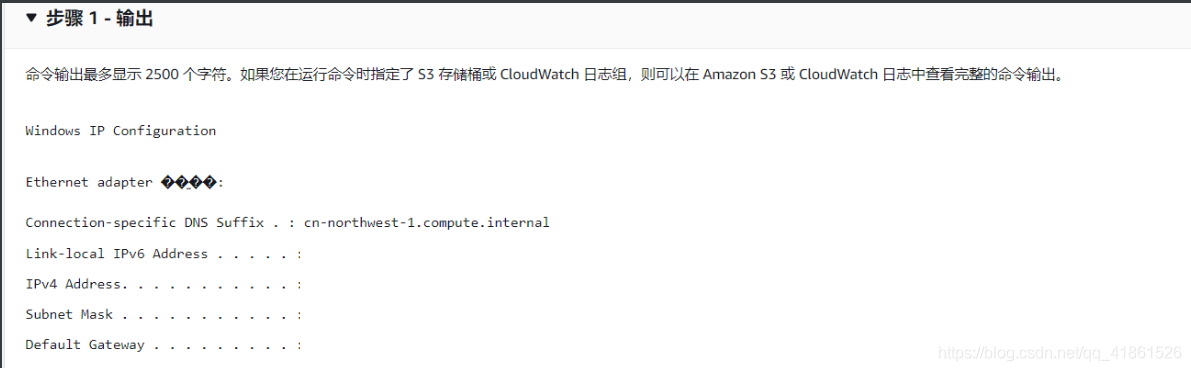 步骤 1 - 输出
命令输出最多显示 2500 个字符。如果您在运行命令时指定了 S3 存储桶或 CloudWatch 日志组，则可以在 Amazon S3 或 CloudWatch 日志中查看完整的命令输出。
Windows IP Configuration
Ethernet adapter ��̫��:
Connection-specific DNS Suffix . : cn-northwest-1.compute.internal
Link-local IPv6 Address . . . . . :
IPv4 Address. . . . . . . . . . . :
Subnet Mask . . . . . . . . . . . :
Default Gateway . . . . . . . . . :
https://blog.csdn.net/qq_41861526